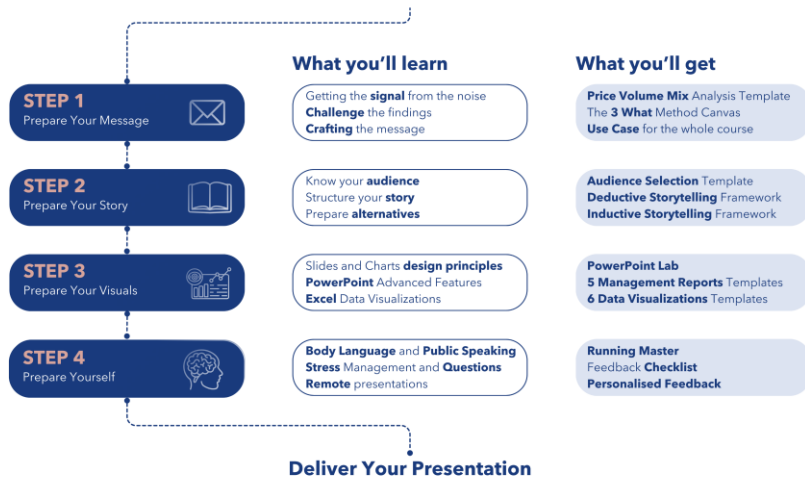 What you'll learn
What you'll get
STEP 1
Prepare Your Message
Getting the signal from the noise
Challenge the findings
Crafting the message
Price Volume Mix Analysis Template
The 3 What Method Canvas
Use Case for the whole course
STEP 2
Prepare Your Story
Know your audience
Structure your story
Prepare alternatives
Audience Selection Template
Deductive Storytelling Framework
Inductive Storytelling Framework
STEP 3
Prepare Your Visuals
Slides and Charts design principles
PowerPoint Advanced Features
Excel Data Visualizations
PowerPoint Lab
5 Management Reports Templates
6 Data Visualizations Templates
STEP 4
Prepare Yourself
Body Language and Public Speaking
Stress Management and Questions
Remote presentations
Running Master
Feedback Checklist
Personalised Feedback
Deliver Your Presentation